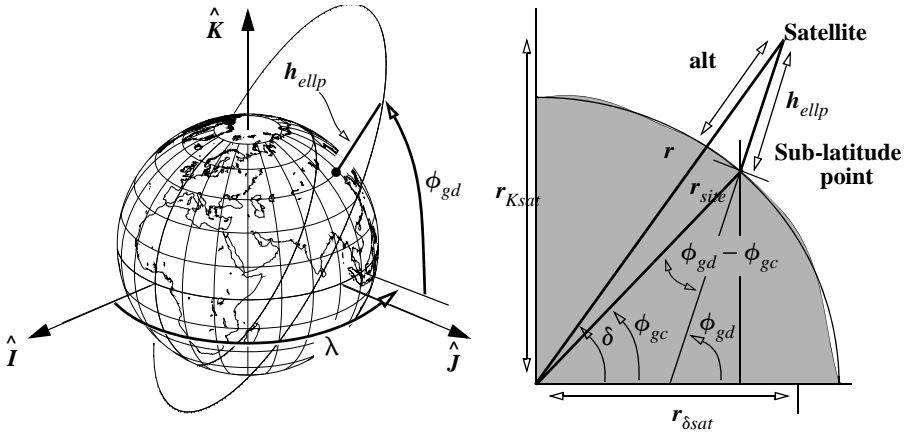 K̂
h_ellp
ϕ_gd
Î
λ
Ĵ
Satellite
alt
h_ellp
r
Sub-latitude
point
r_Ksat
r_site
ϕ_gd − ϕ_gc
δ
ϕ_gc
ϕ_gd
r_δsat